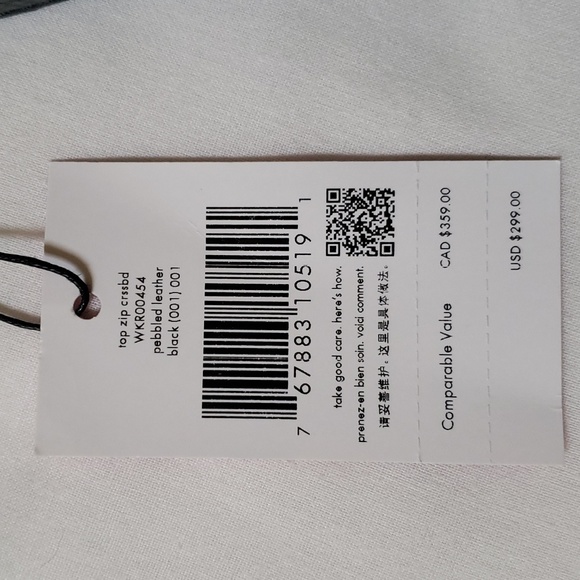 top zip crssbd
WKR00454
pebbled leather
black (001) 001
7 67883 10519 1
take good care. here's how.
prenez-en bien soin. voici comment.
请妥善维护。这里是具体做法。
Comparable Value CAD $359.00
USD $299.00